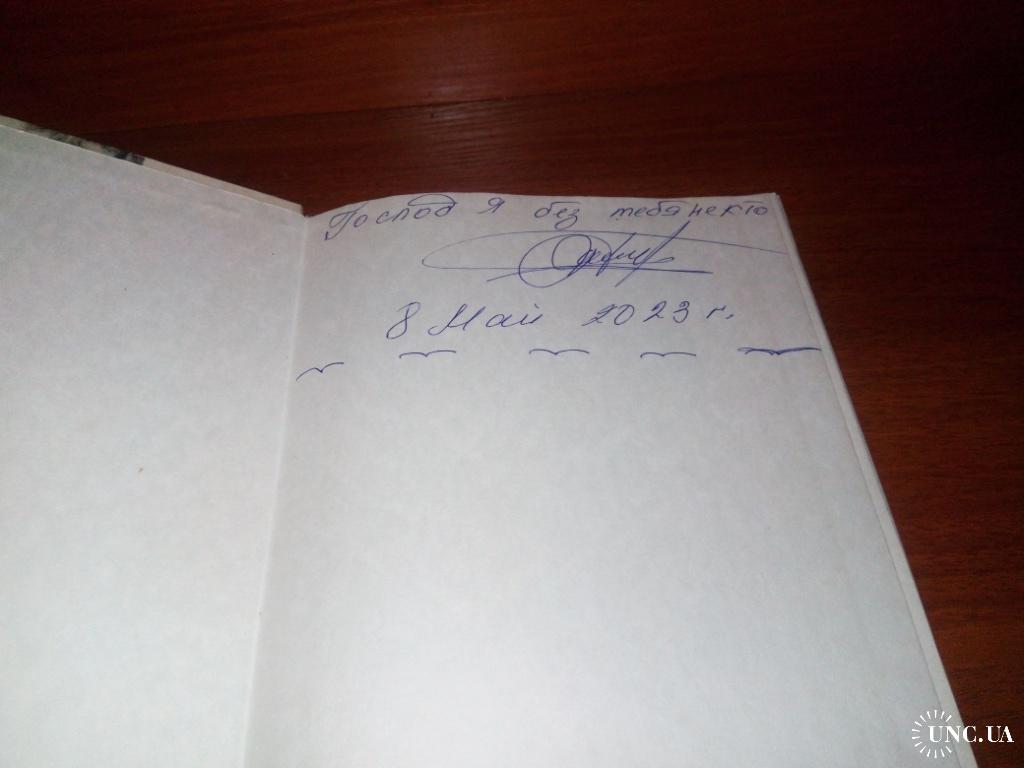 Господ я без тебя некто
8 Май 2023 г.
UNC.UA